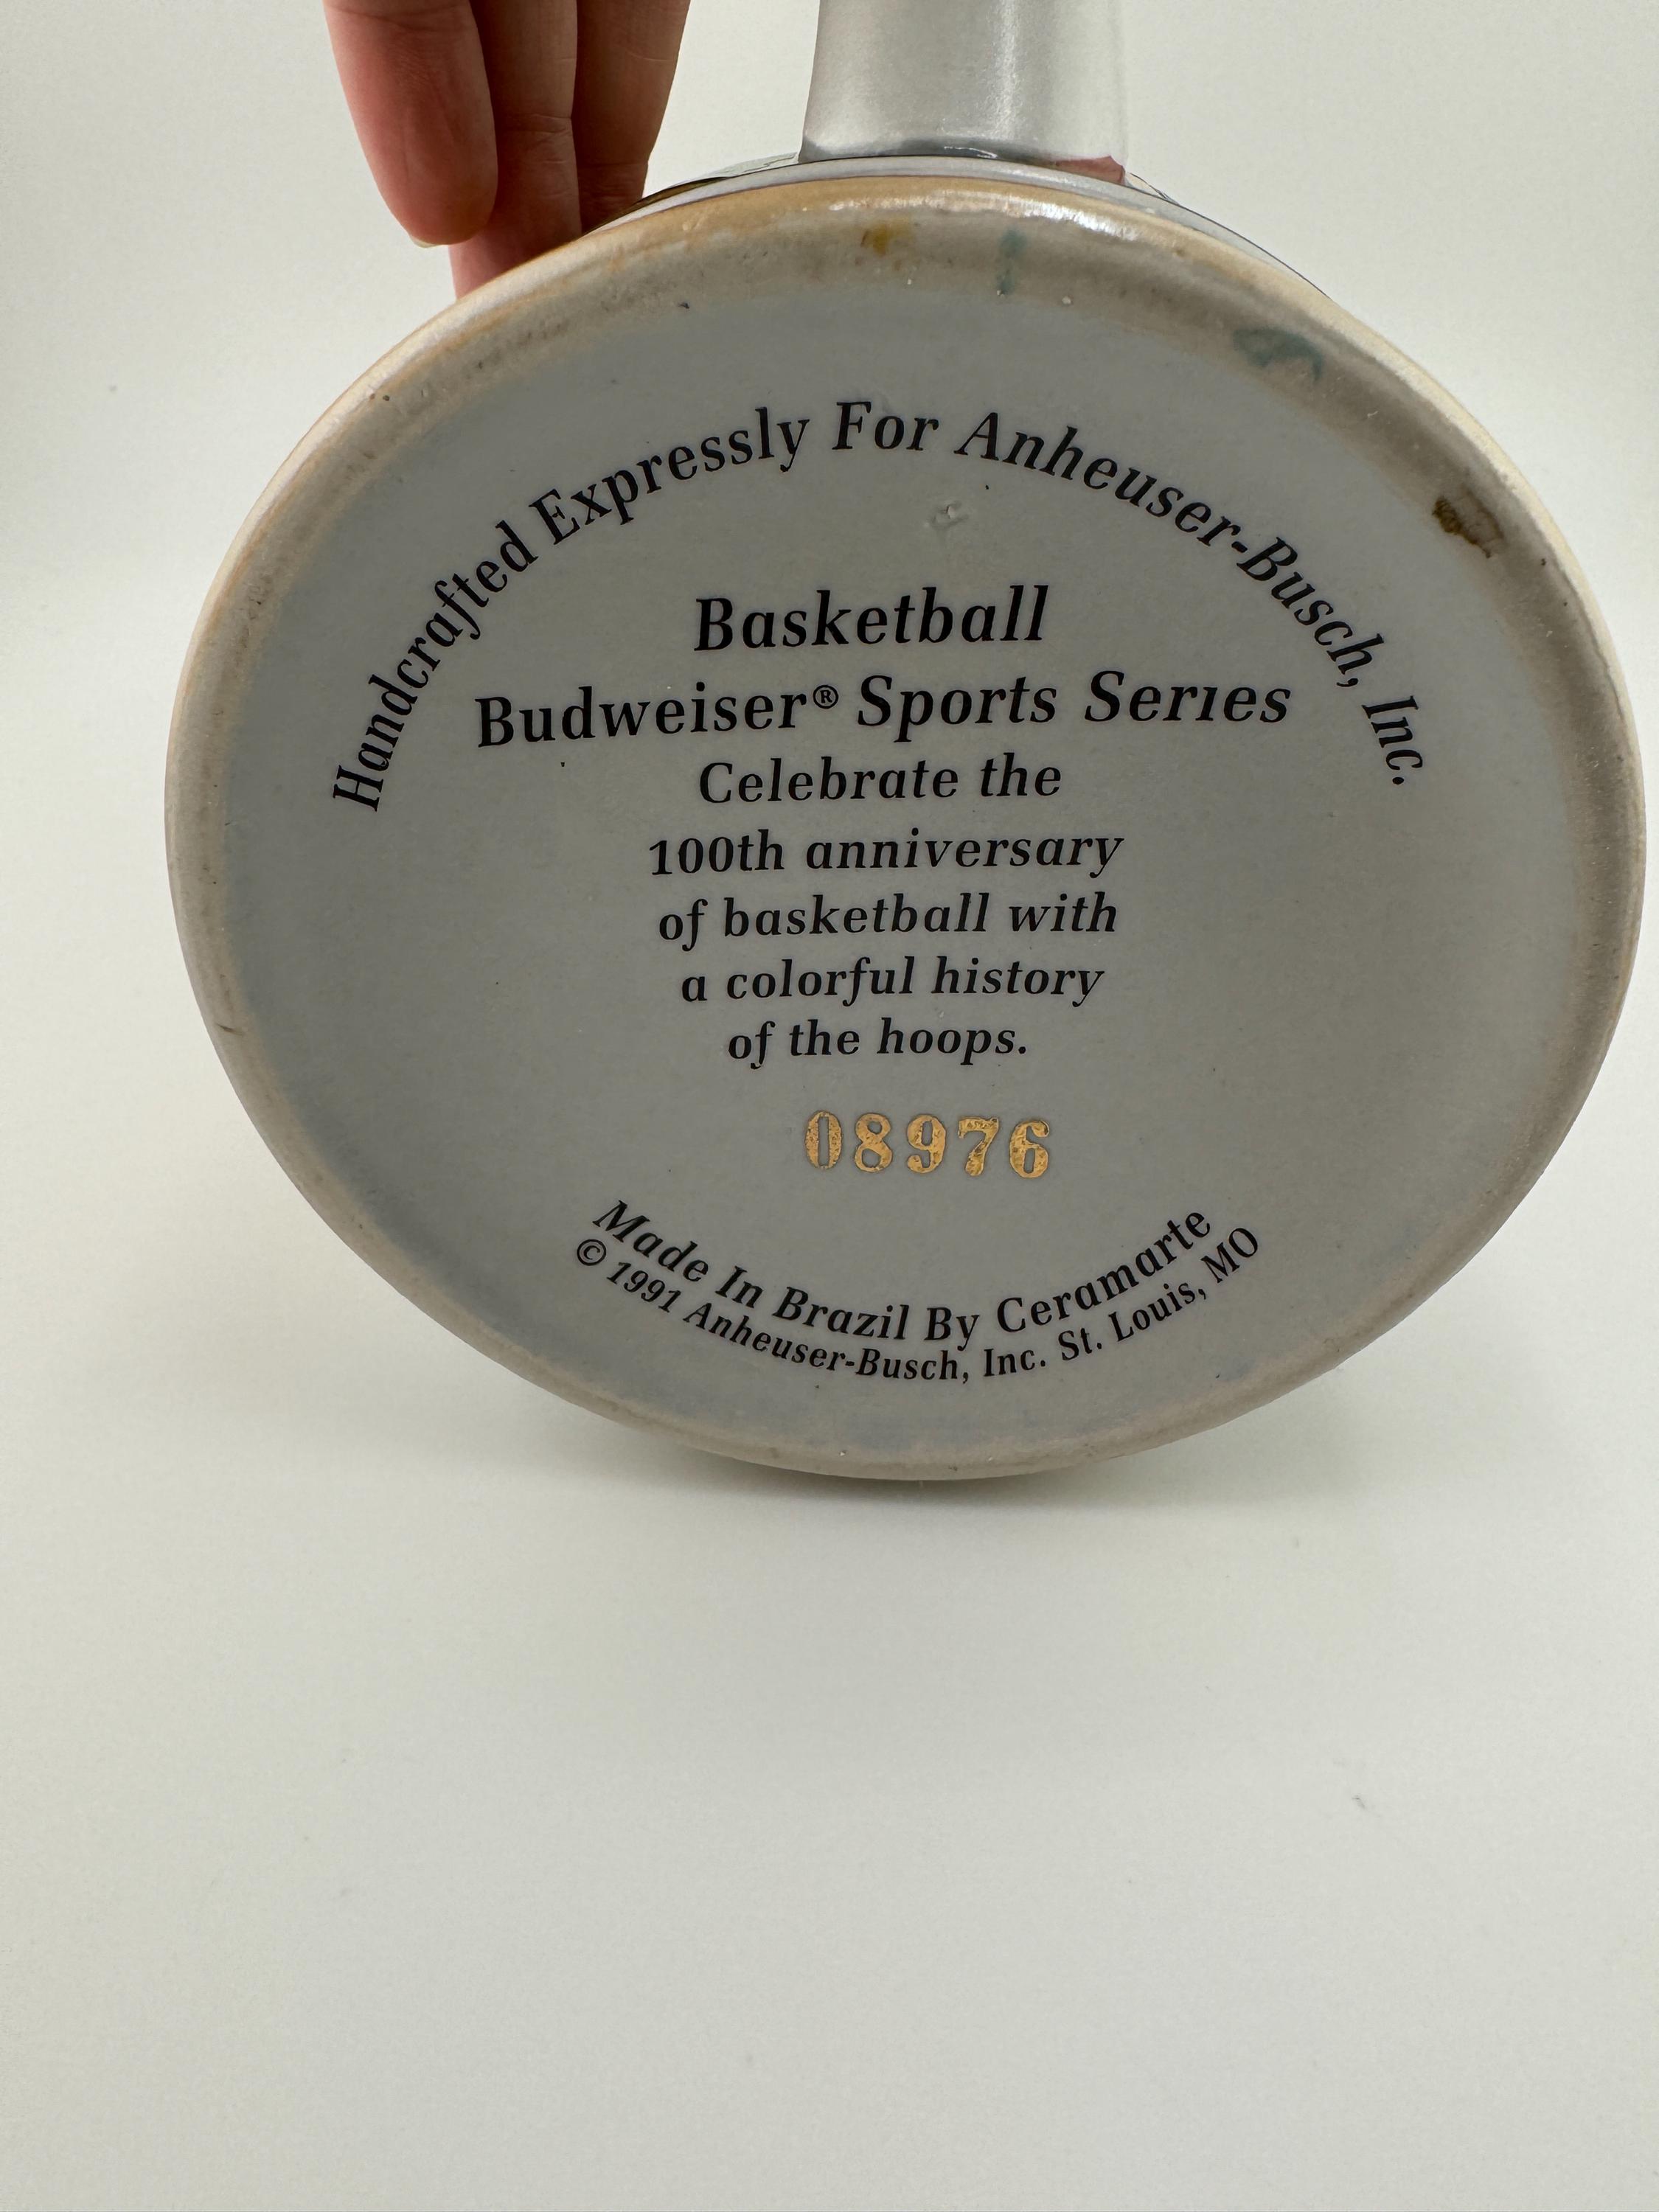 Handcrafted Expressly For Anheuser-Busch, Inc.
Basketball
Budweiser® Sports Series
Celebrate the
100th anniversary
of basketball with
a colorful history
of the hoops.
08976
Made In Brazil By Ceramarte
© 1991 Anheuser-Busch, Inc. St. Louis, MO